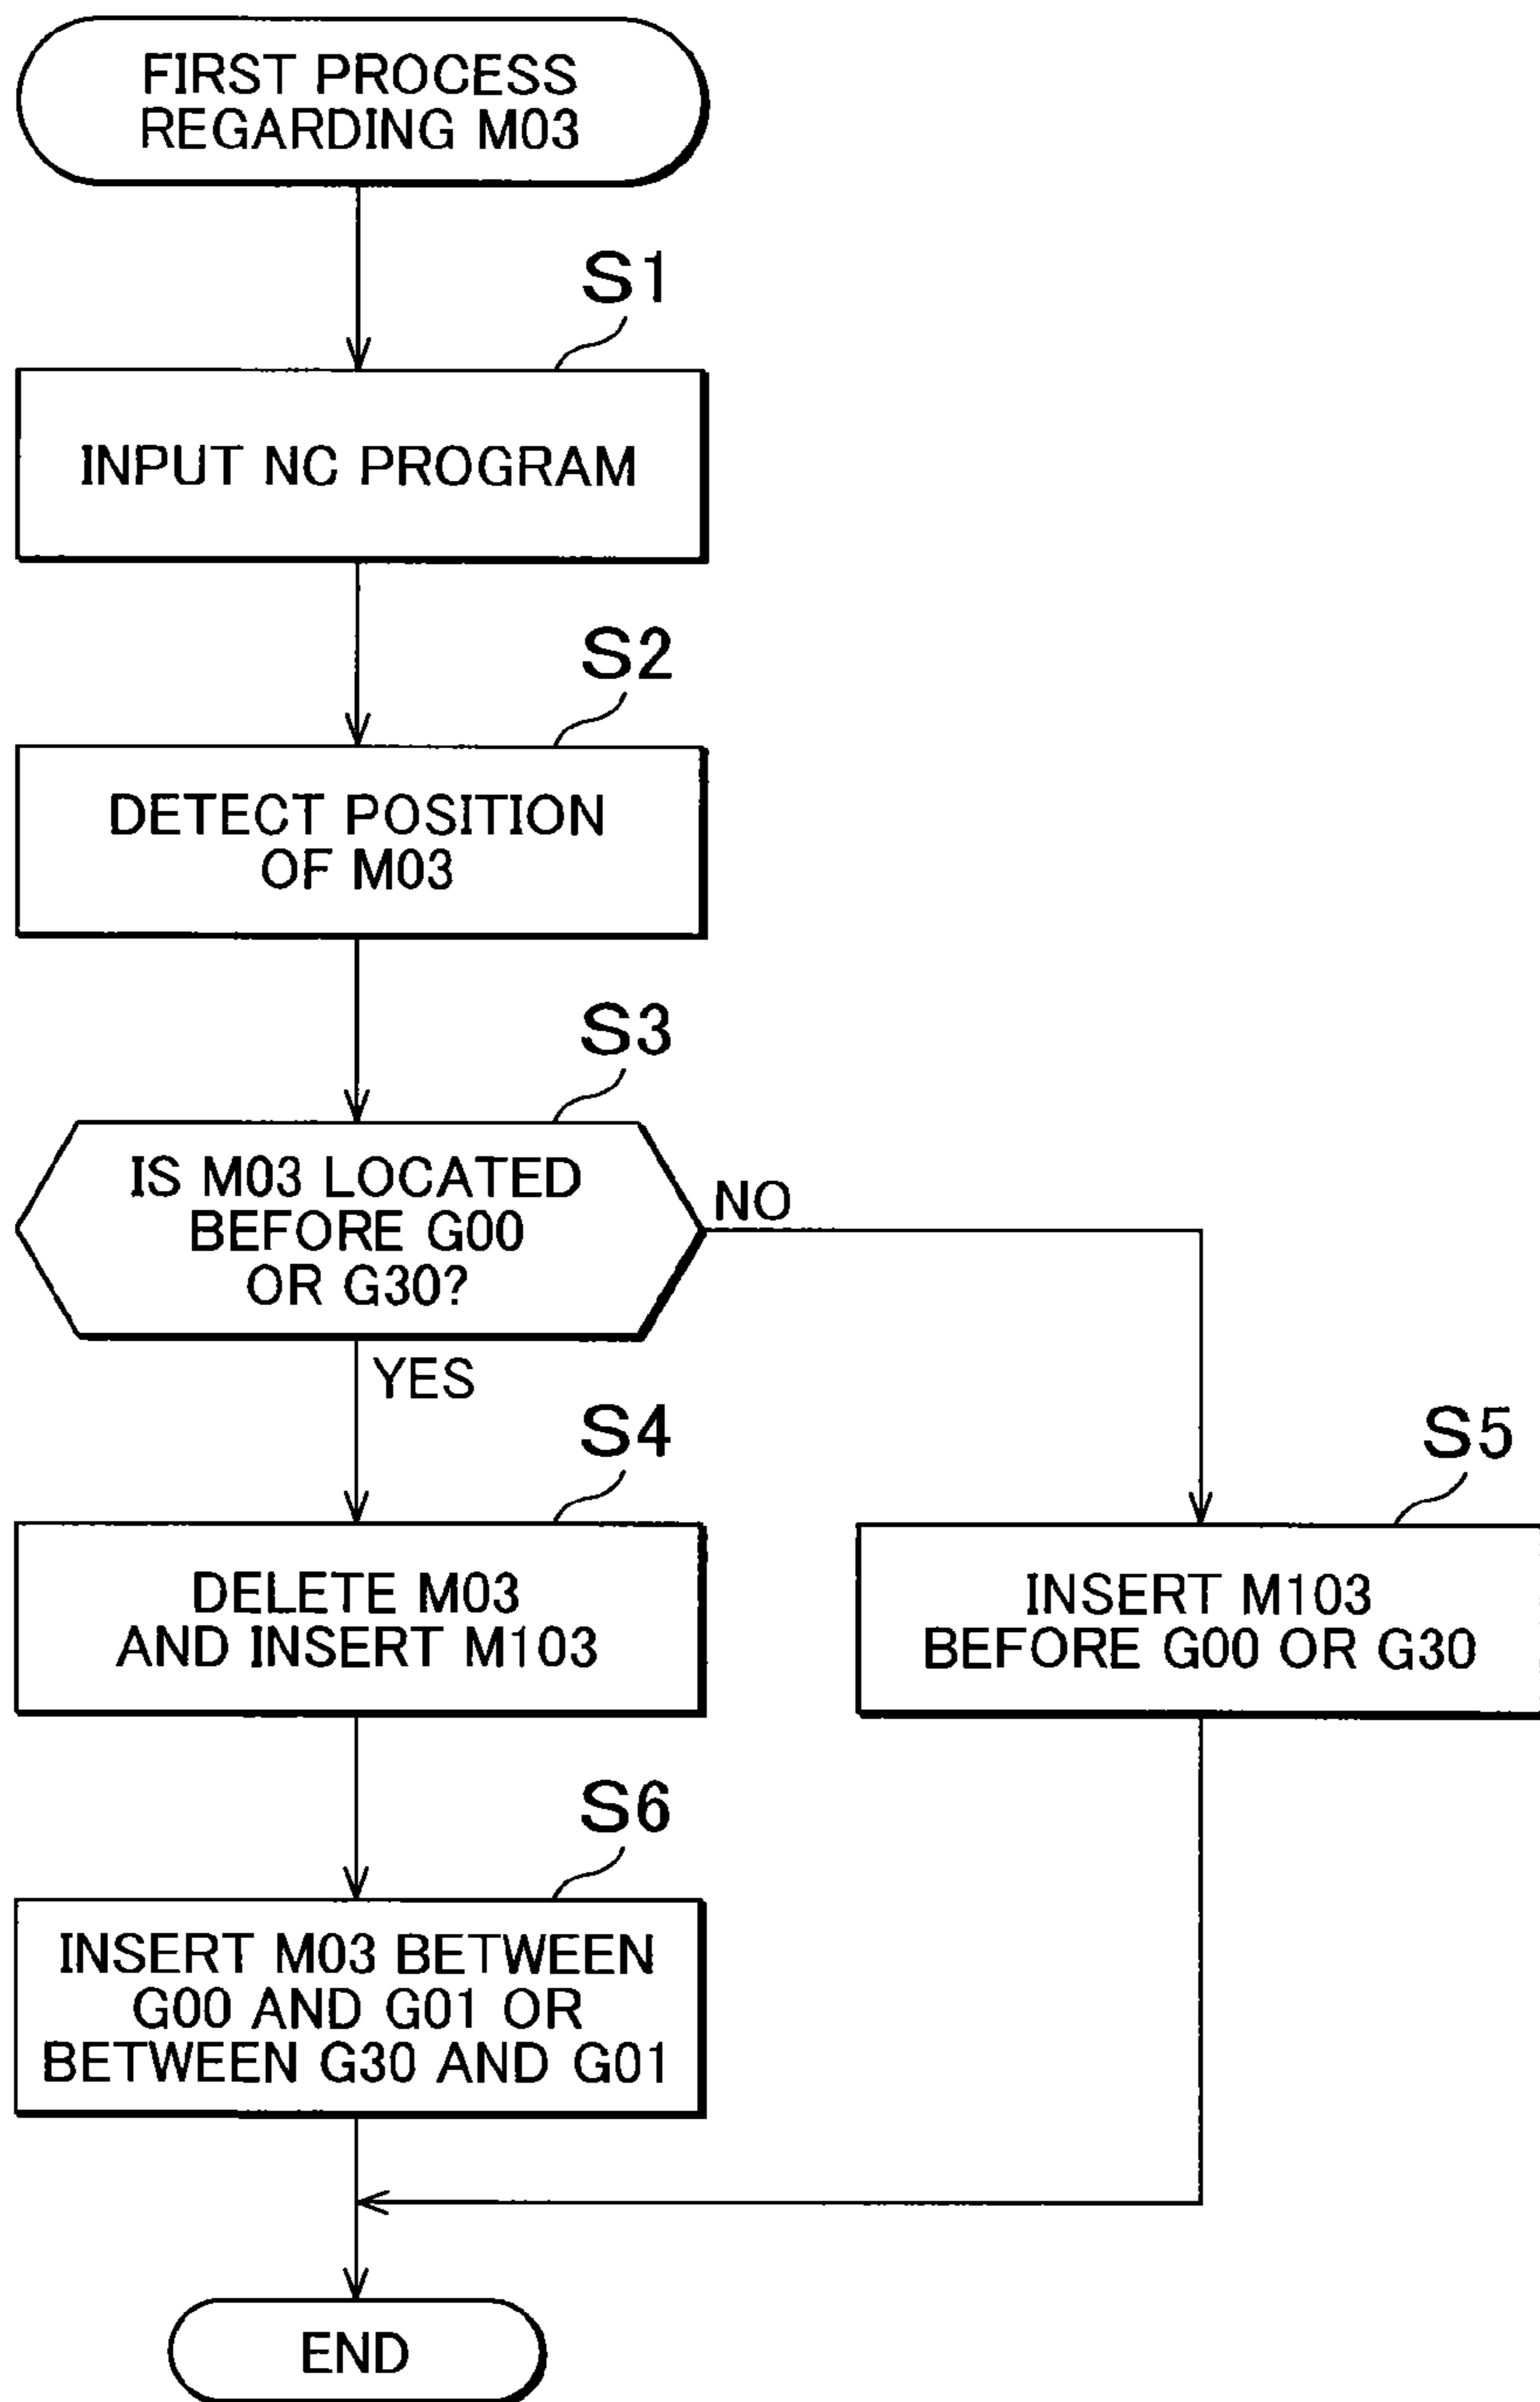 FIRST PROCESS
REGARDING M03
S1
INPUT NC PROGRAM
S2
DETECT POSITION
OF M03
S3
IS M03 LOCATED
BEFORE G00
OR G30?
NO
YES
S4
DELETE M03
AND INSERT M103
S5
INSERT M103
BEFORE G00 OR G30
S6
INSERT M03 BETWEEN
G00 AND G01 OR
BETWEEN G30 AND G01
END